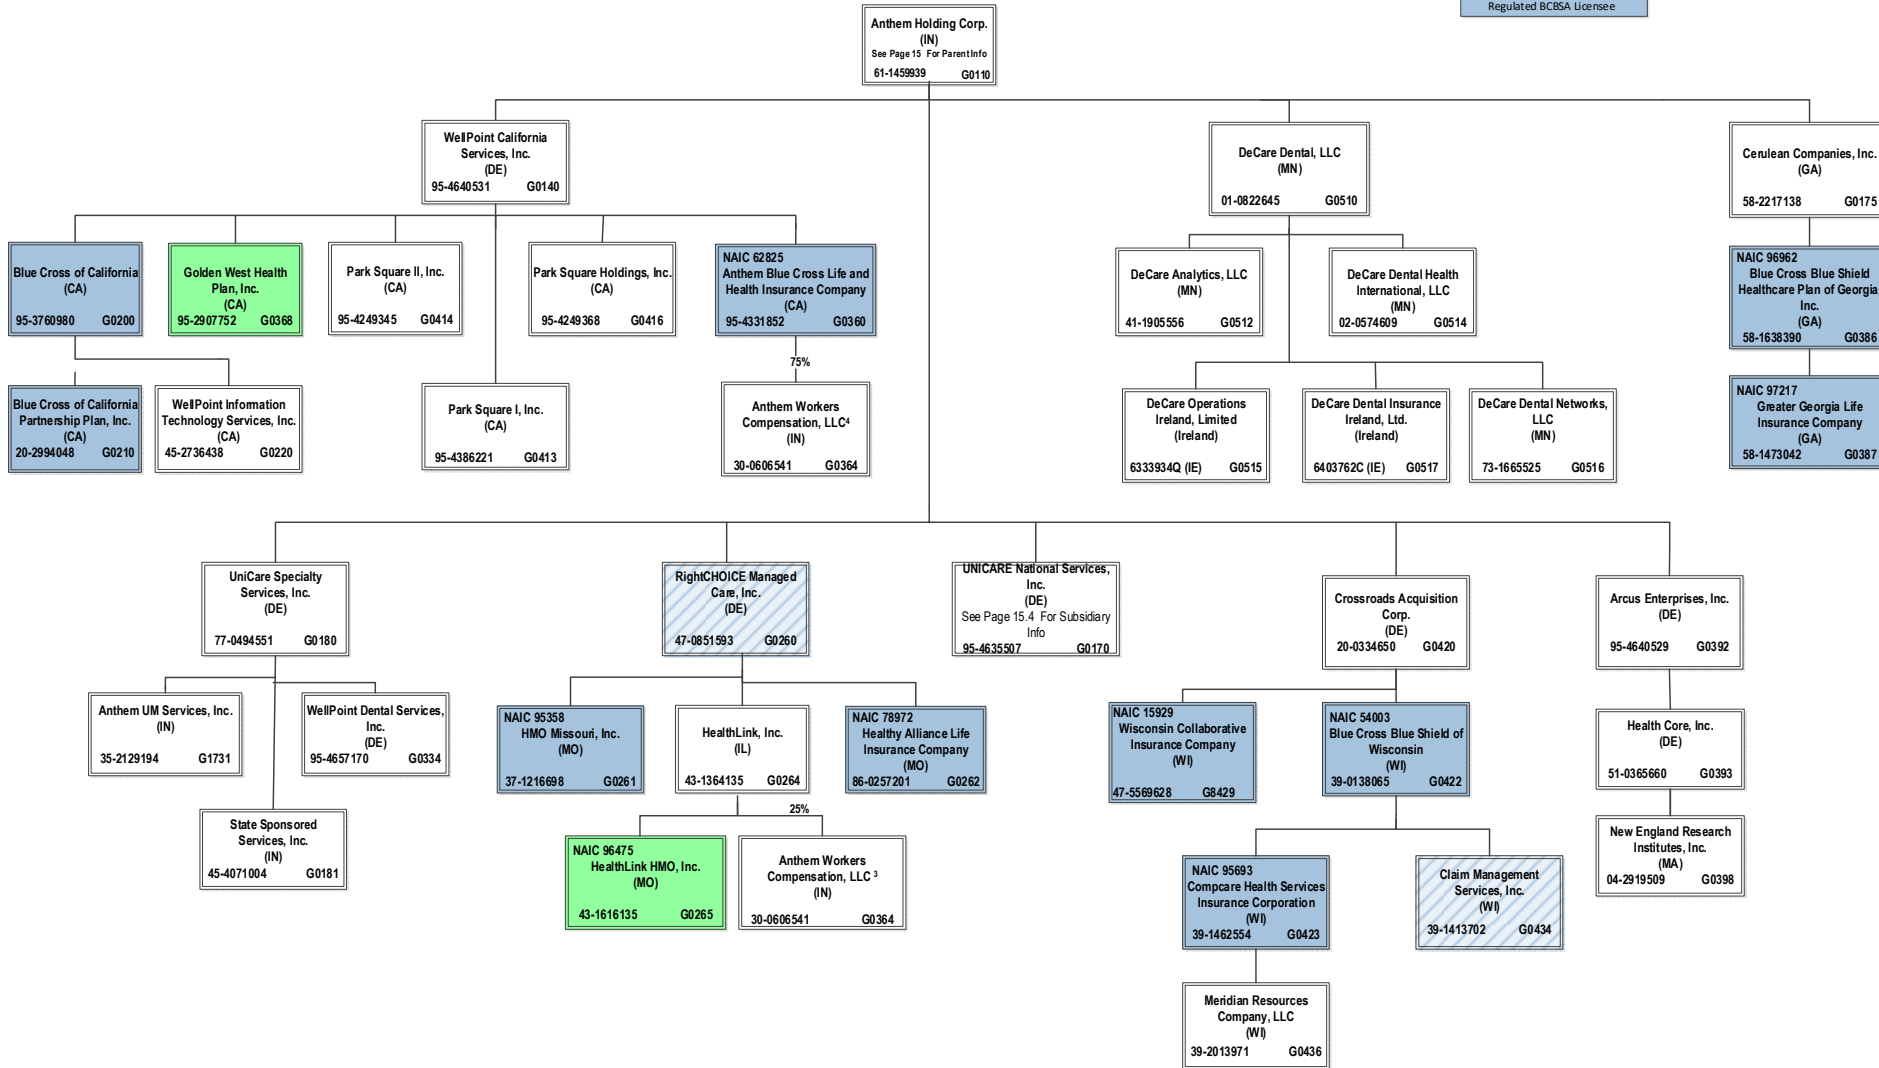 Regulated BCBSA Licensee
Anthem Holding Corp.
(IN)
See Page 15 For ParentInfo
61-1459939 G0110
WellPoint California
Services, Inc.
(DE)
95-4640531 G0140
DeCare Dental, LLC
(MN)
01-0822645 G0510
Cerulean Companies, Inc.
(GA)
58-2217138 G0175
Blue Cross of California
(CA)
95-3760980 G0200
Golden West Health
Plan, Inc.
(CA)
95-2907752 G0368
Park Square II, Inc.
(CA)
95-4249345 G0414
Park Square Holdings, Inc.
(CA)
95-4249368 G0416
NAIC 62825
Anthem Blue Cross Life and
Health Insurance Company
(CA)
95-4331852 G0360
DeCare Analytics, LLC
(MN)
41-1905556 G0512
DeCare Dental Health
International, LLC
(MN)
02-0574609 G0514
NAIC 96962
Blue Cross Blue Shield
Healthcare Plan of Georgia
Inc.
(GA)
58-1638390 G0386
75%
Blue Cross of California
Partnership Plan, Inc.
(CA)
20-2994048 G0210
WellPoint Information
Technology Services, Inc.
(CA)
45-2736438 G0220
Park Square I, Inc.
(CA)
95-4386221 G0413
Anthem Workers
Compensation, LLC⁴
(IN)
30-0606541 G0364
DeCare Operations
Ireland, Limited
(Ireland)
6333934Q (IE) G0515
DeCare Dental Insurance
Ireland, Ltd.
(Ireland)
6403762C (IE) G0517
DeCare Dental Networks,
LLC
(MN)
73-1665525 G0516
NAIC 97217
Greater Georgia Life
Insurance Company
(GA)
58-1473042 G0387
UniCare Specialty
Services, Inc.
(DE)
77-0494551 G0180
RightCHOICE Managed
Care, Inc.
(DE)
47-0851593 G0260
UNICARE National Services,
Inc.
(DE)
See Page 15.4 For Subsidiary
Info
95-4635507 G0170
Crossroads Acquisition
Corp.
(DE)
20-0334650 G0420
Arcus Enterprises, Inc.
(DE)
95-4640529 G0392
Anthem UM Services, Inc.
(IN)
35-2129194 G1731
WellPoint Dental Services,
Inc.
(DE)
95-4657170 G0334
NAIC 95358
HMO Missouri, Inc.
(MO)
37-1216698 G0261
HealthLink, Inc.
(IL)
43-1364135 G0264
NAIC 78972
Healthy Alliance Life
Insurance Company
(MO)
86-0257201 G0262
NAIC 15929
Wisconsin Collaborative
Insurance Company
(WI)
47-5569628 G8429
NAIC 54003
Blue Cross Blue Shield of
Wisconsin
(WI)
39-0138065 G0422
Health Core, Inc.
(DE)
51-0365660 G0393
25%
State Sponsored
Services, Inc.
(IN)
45-4071004 G0181
NAIC 96475
HealthLink HMO, Inc.
(MO)
43-1616135 G0265
Anthem Workers
Compensation, LLC ³
(IN)
30-0606541 G0364
NAIC 95693
Compcare Health Services
Insurance Corporation
(WI)
39-1462554 G0423
Claim Management
Services, Inc.
(WI)
39-1413702 G0434
New England Research
Institutes, Inc.
(MA)
04-2919509 G0398
Meridian Resources
Company, LLC
(WI)
39-2013971 G0436